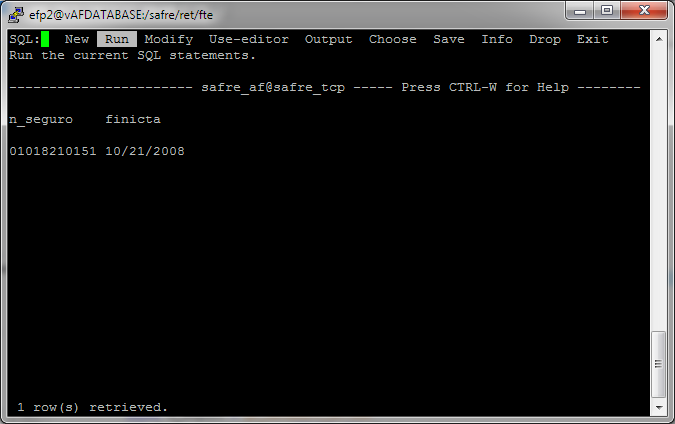 efp2@vAFDATABASE:/safre/ret/fte
SQL: New Run Modify Use-editor Output Choose Save Info Drop Exit
Run the current SQL statements.
----------------------- safre_af@safre_tcp ----- Press CTRL-W for Help --------
n_seguro finicta
01018210151 10/21/2008
1 row(s) retrieved.